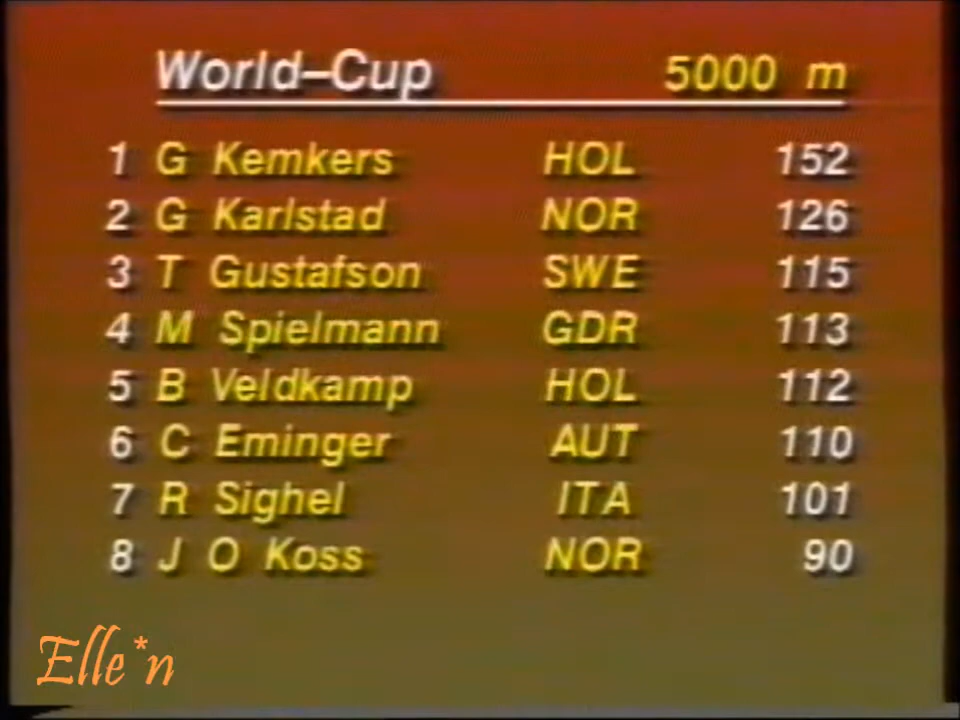 World-Cup 5000 m
1 G Kemkers HOL 152
2 G Karlstad NOR 126
3 T Gustafson SWE 115
4 M Spielmann GDR 113
5 B Veldkamp HOL 112
6 C Eminger AUT 110
7 R Sighel ITA 101
8 J O Koss NOR 90
Elle*n